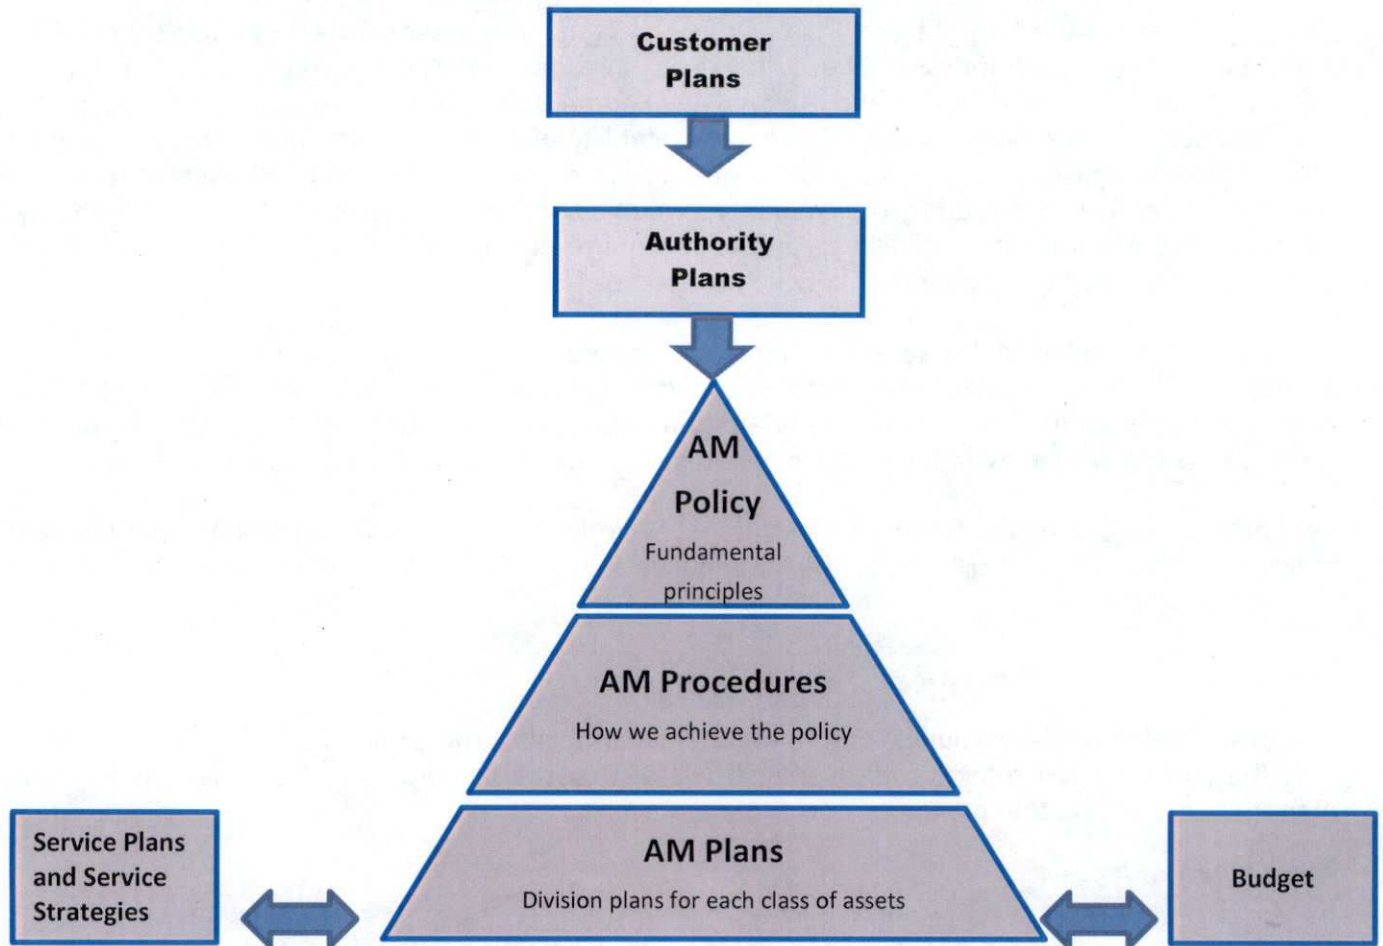 Customer
Plans
Authority
Plans
AM
Policy
Fundamental
principles
AM Procedures
How we achieve the policy
AM Plans
Division plans for each class of assets
Service Plans
and Service
Strategies
Budget